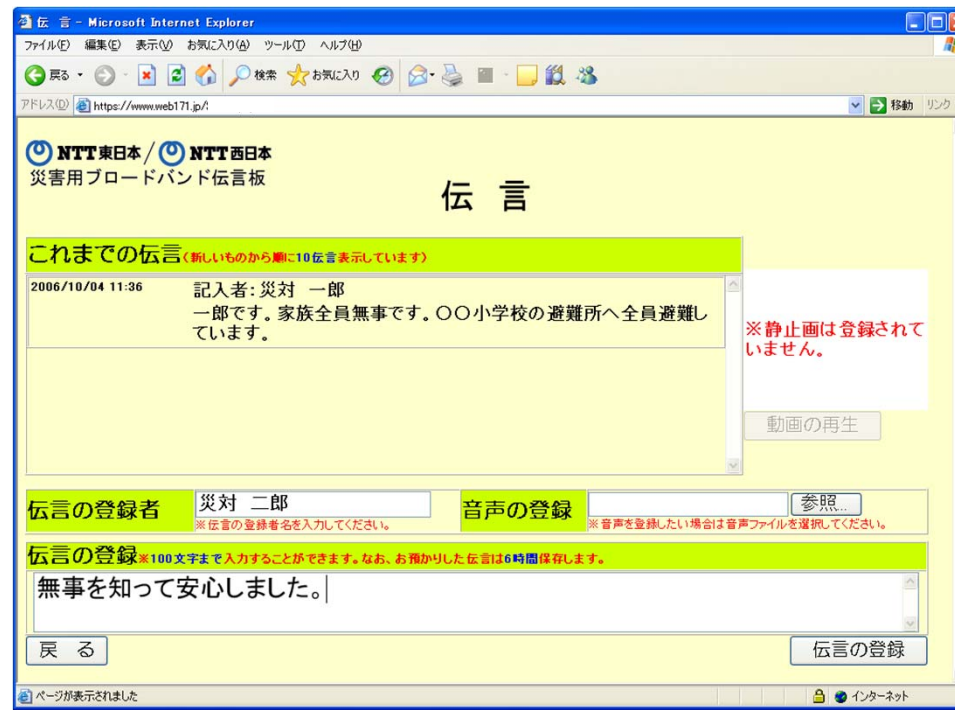 伝 言 - Microsoft Internet Explorer
ファイル(F) 編集(E) 表示(V) お気に入り(A) ツール(T) ヘルプ(H)
戻る 検索 お気に入り
アドレス(D) https://www.web171.jp/ 移動 リンク
NTT東日本/NTT西日本
災害用ブロードバンド伝言板
伝 言
これまでの伝言(新しいものから順に10伝言表示しています)
2006/10/04 11:36 記入者:災対 一郎
一郎です。家族全員無事です。〇〇小学校の避難所へ全員避難し
ています。
※静止画は登録されて
いません。
動画の再生
伝言の登録者 災対 二郎
※伝言の登録者名を入力してください。
音声の登録 参照...
※音声を登録したい場合は音声ファイルを選択してください。
伝言の登録※100文字まで入力することができます。なお、お預かりした伝言は6時間保存します。
無事を知って安心しました。
戻 る 伝言の登録
ページが表示されました インターネット